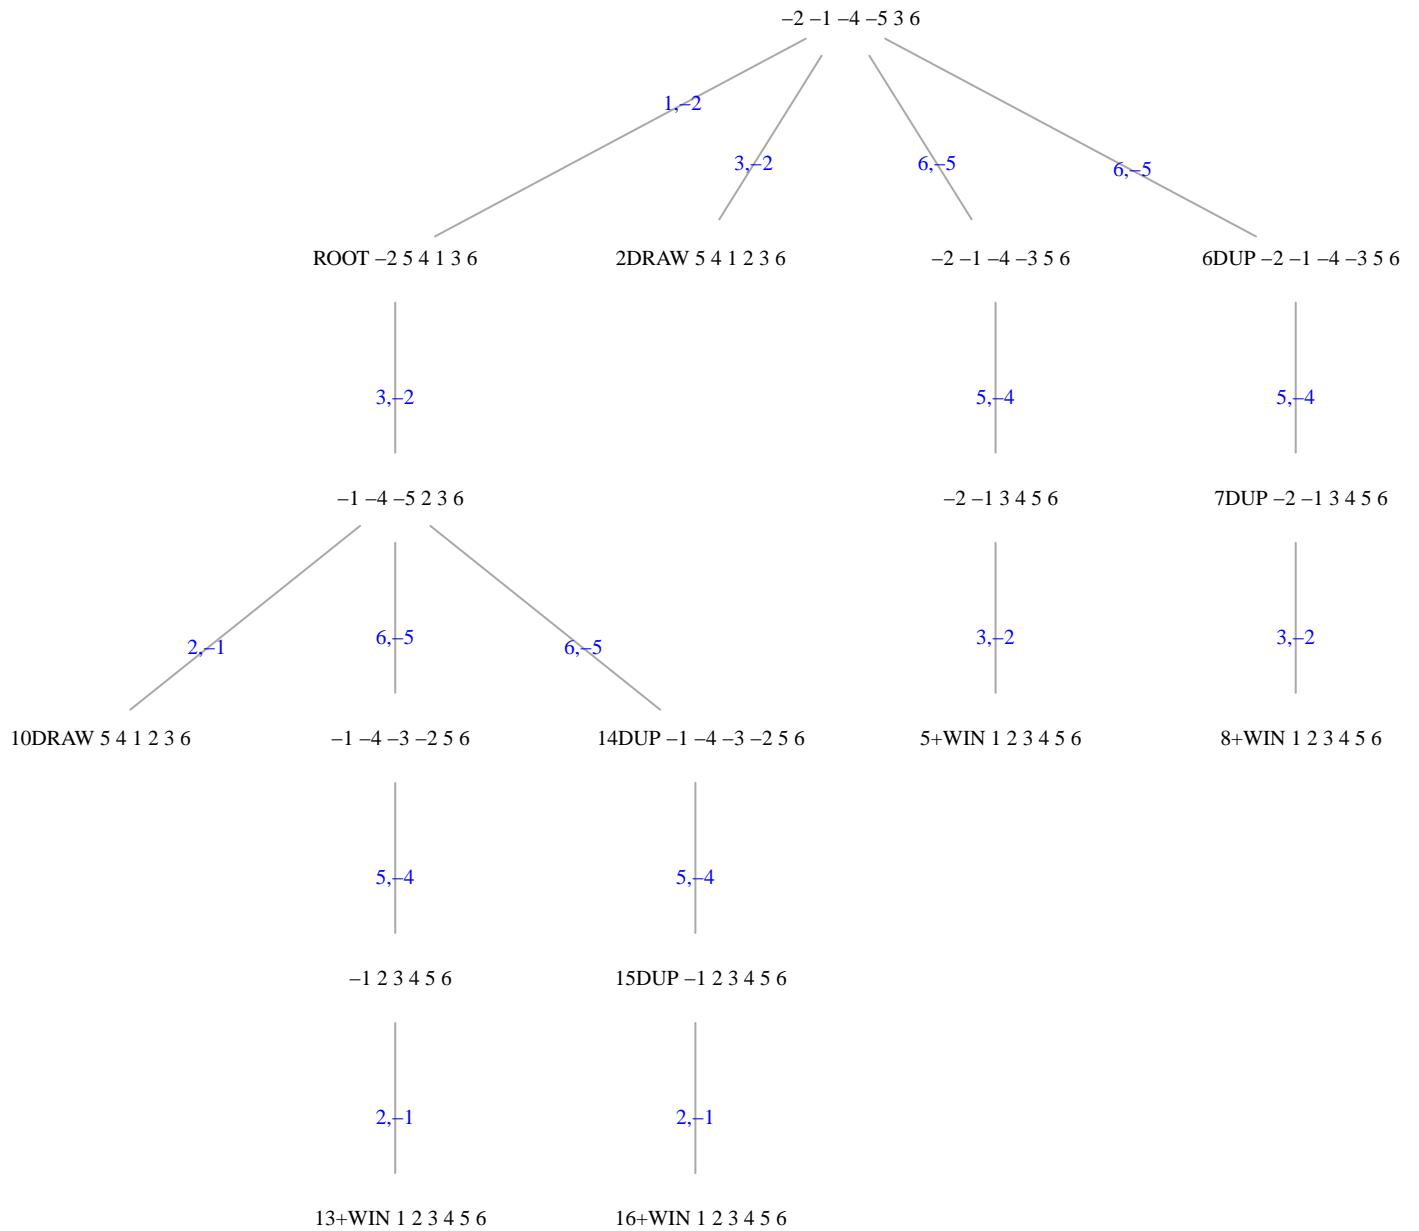 −2 −1 −4 −5 3 6
1,−2
3,−2
6,−5
6,−5
ROOT −2 5 4 1 3 6
2DRAW 5 4 1 2 3 6
−2 −1 −4 −3 5 6
6DUP −2 −1 −4 −3 5 6
3,−2
5,−4
5,−4
−1 −4 −5 2 3 6
−2 −1 3 4 5 6
7DUP −2 −1 3 4 5 6
2,−1
6,−5
6,−5
3,−2
3,−2
10DRAW 5 4 1 2 3 6
−1 −4 −3 −2 5 6
14DUP −1 −4 −3 −2 5 6
5+WIN 1 2 3 4 5 6
8+WIN 1 2 3 4 5 6
5,−4
5,−4
−1 2 3 4 5 6
15DUP −1 2 3 4 5 6
2,−1
2,−1
13+WIN 1 2 3 4 5 6
16+WIN 1 2 3 4 5 6